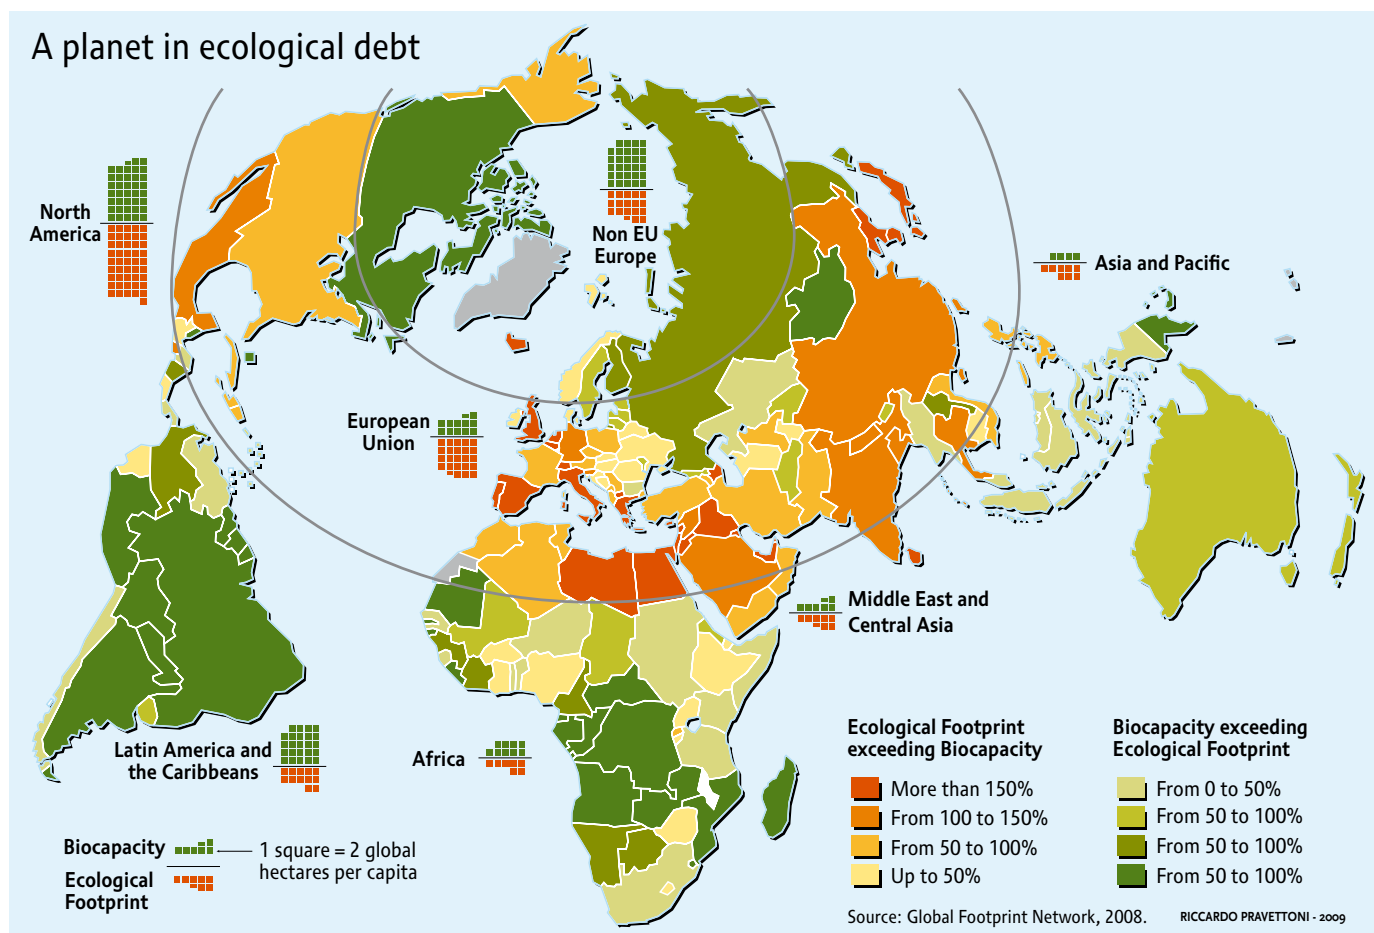 A planet in ecological debt
North
America
Non EU
Europe
Asia and Pacific
European
Union
Middle East and
Central Asia
Latin America and
the Caribbeans
Africa
Biocapacity
Ecological
Footprint
1 square = 2 global
hectares per capita
Ecological Footprint
exceeding Biocapacity
More than 150%
From 100 to 150%
From 50 to 100%
Up to 50%
Biocapacity exceeding
Ecological Footprint
From 0 to 50%
From 50 to 100%
From 50 to 100%
From 50 to 100%
Source: Global Footprint Network, 2008.
RICCARDO PRAVETTONI - 2009